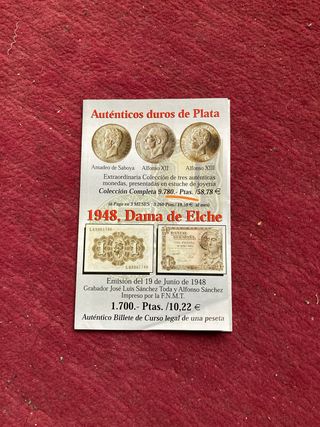 Auténticos duros de Plata
Amadeo de Saboya Alfonso XII Alfonso XIII
Extraordinaria Colección de tres auténticas
monedas, presentadas en estuche de joyería
Colección Completa 9.780.- Ptas. /58,78 €
1948, Dama de Elche
Emisión del 19 de Junio de 1948
Grabador José Luis Sánchez Toda y Alfonso Sánchez
Impreso por la F.N.M.T.
1.700.- Ptas. /10,22 €
Auténtico Billete de Curso legal de una peseta